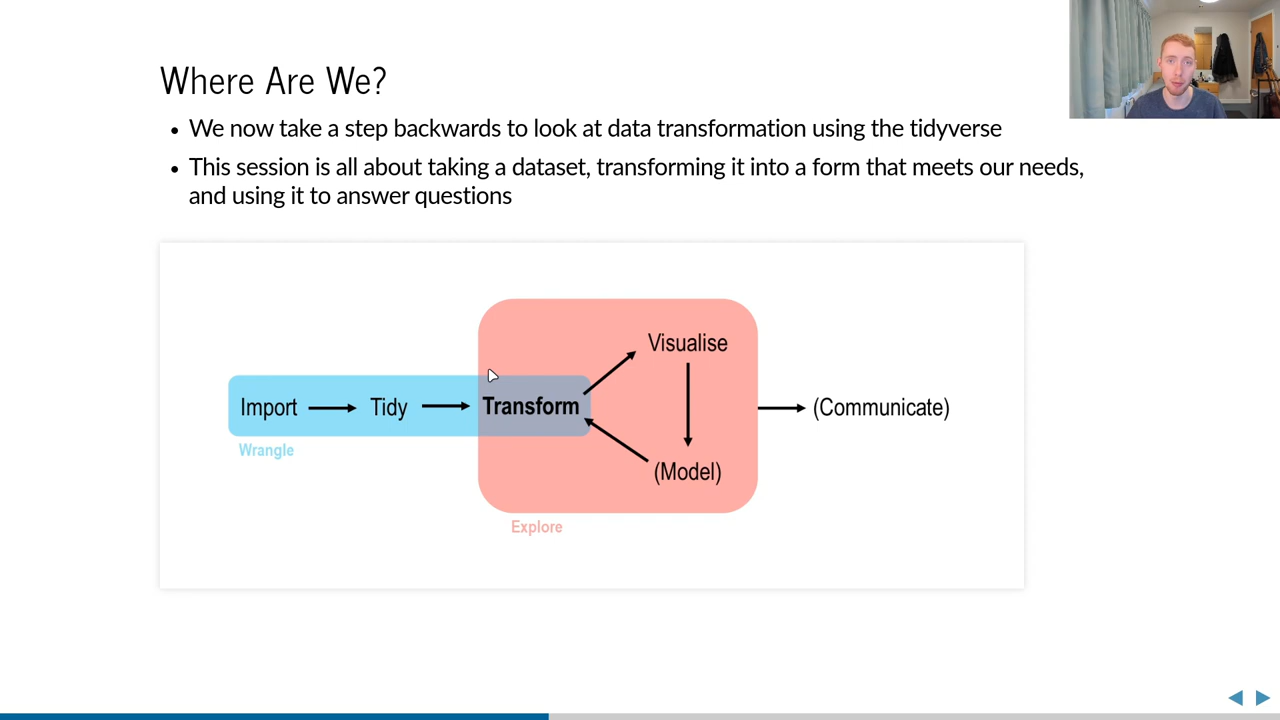 Where Are We?
• We now take a step backwards to look at data transformation using the tidyverse
• This session is all about taking a dataset, transforming it into a form that meets our needs,
and using it to answer questions
Visualise
Import
Tidy
Transform
(Communicate)
Wrangle
(Model)
Explore